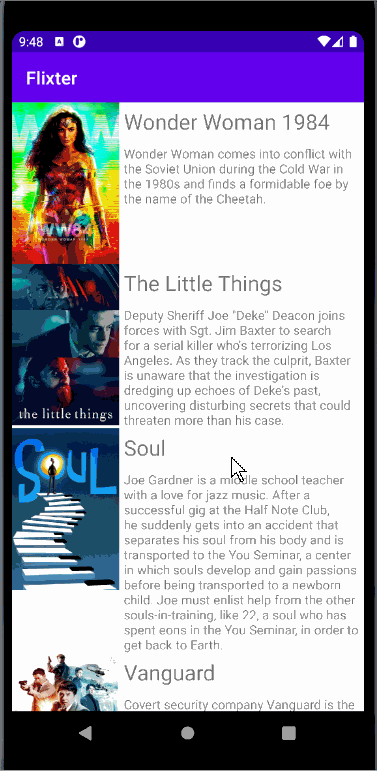 9:48
Flixter
WW84
Wonder Woman 1984
Wonder Woman comes into conflict with
the Soviet Union during the Cold War in
the 1980s and finds a formidable foe by
the name of the Cheetah.
the little things
The Little Things
Deputy Sheriff Joe "Deke" Deacon joins
forces with Sgt. Jim Baxter to search
for a serial killer who's terrorizing Los
Angeles. As they track the culprit, Baxter
is unaware that the investigation is
dredging up echoes of Deke's past,
uncovering disturbing secrets that could
threaten more than his case.
SOUL
Soul
Joe Gardner is a middle school teacher
with a love for jazz music. After a
successful gig at the Half Note Club,
he suddenly gets into an accident that
separates his soul from his body and is
transported to the You Seminar, a center
in which souls develop and gain passions
before being transported to a newborn
child. Joe must enlist help from the other
souls-in-training, like 22, a soul who has
spent eons in the You Seminar, in order to
get back to Earth.
Vanguard
Covert security company Vanguard is the